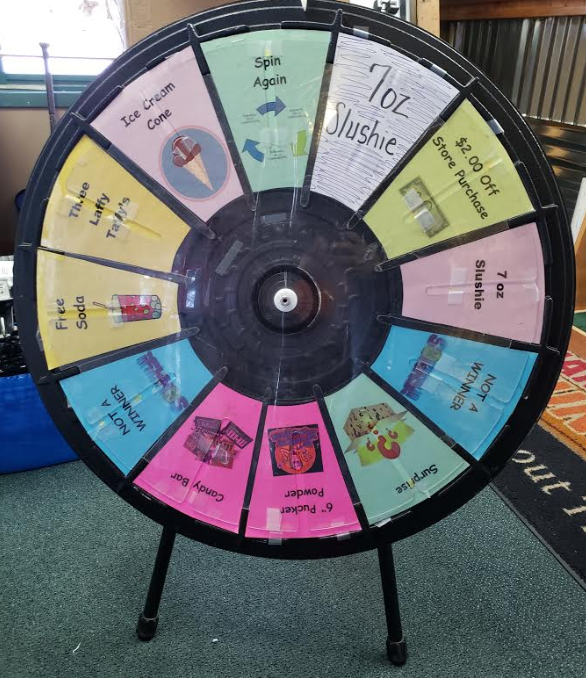 Spin
Again
7oz
Slushie
$2.00 Off
Store Purchase
7 oz
Slushie
NOT A
WINNER
Surprise
6" Pucker
Powder
Candy Bar
NOT A
WINNER
Free
Soda
Three
Laffy
Taffy's
Ice Cream
Cone
out I